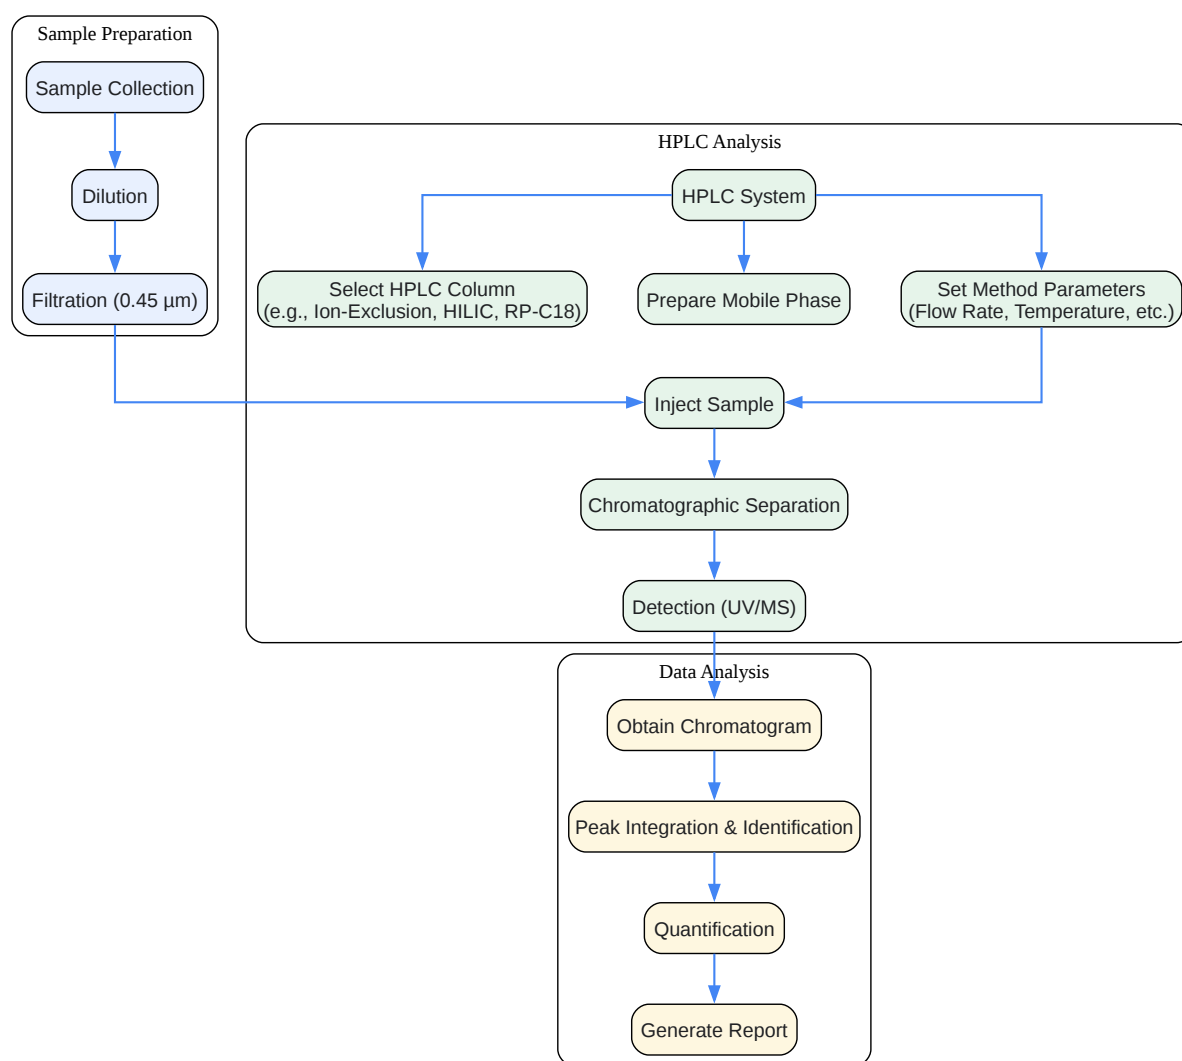 Sample Preparation
Sample Collection
Dilution
Filtration (0.45 µm)
HPLC Analysis
HPLC System
Select HPLC Column
(e.g., Ion-Exclusion, HILIC, RP-C18)
Prepare Mobile Phase
Set Method Parameters
(Flow Rate, Temperature, etc.)
Inject Sample
Chromatographic Separation
Detection (UV/MS)
Data Analysis
Obtain Chromatogram
Peak Integration & Identification
Quantification
Generate Report